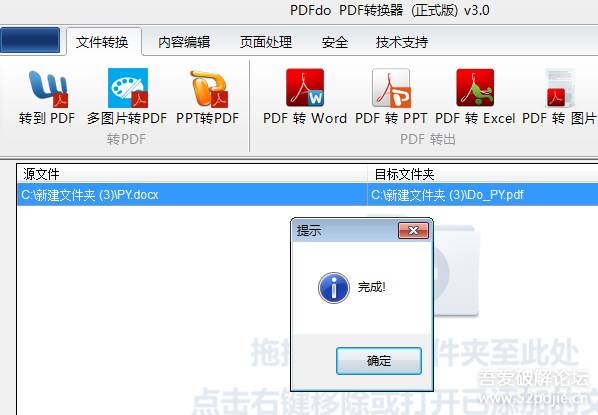 PDFdo PDF转换器 (正式版) v3.0
文件转换 内容编辑 页面处理 安全 技术支持
转到 PDF 多图片转PDF PPT转PDF PDF 转 Word PDF 转 PPT PDF 转 Excel PDF 转 图片
转PDF PDF 转出
源文件 目标文件夹
C:\新建文件夹 (3)\PY.docx C:\新建文件夹 (3)\Do_PY.pdf
提示
完成!
确定
件夹至此处
点击右键移除或打开已添加的文
吾爱破解论坛
www.52pojie.cn